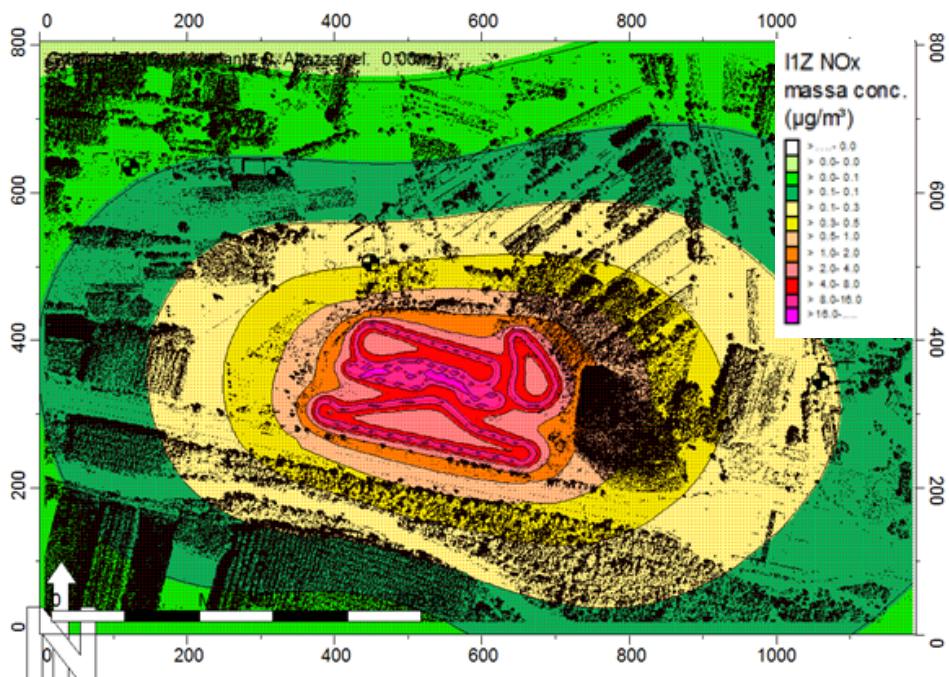 0 200 400 600 800 1000
800 800
0.00m
I1Z NOx
massa conc.
(µg/m³)
>....- 0.0
> 0.0- 0.0
> 0.0- 0.1
> 0.1- 0.1
> 0.1- 0.3
> 0.3- 0.5
> 0.5- 1.0
> 1.0- 2.0
> 2.0- 4.0
> 4.0- 8.0
> 8.0-16.0
>16.0-....
600 600
400 400
200 200
0 0
N
0 200 400 600 800 1000